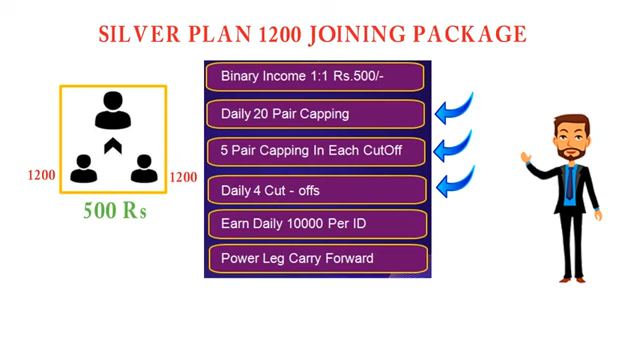 SILVER PLAN 1200 JOINING PACKAGE
Binary Income 1:1 Rs.500/-
Daily 20 Pair Capping
5 Pair Capping In Each CutOff
Daily 4 Cut - offs
Earn Daily 10000 Per ID
Power Leg Carry Forward
1200
1200
500 Rs